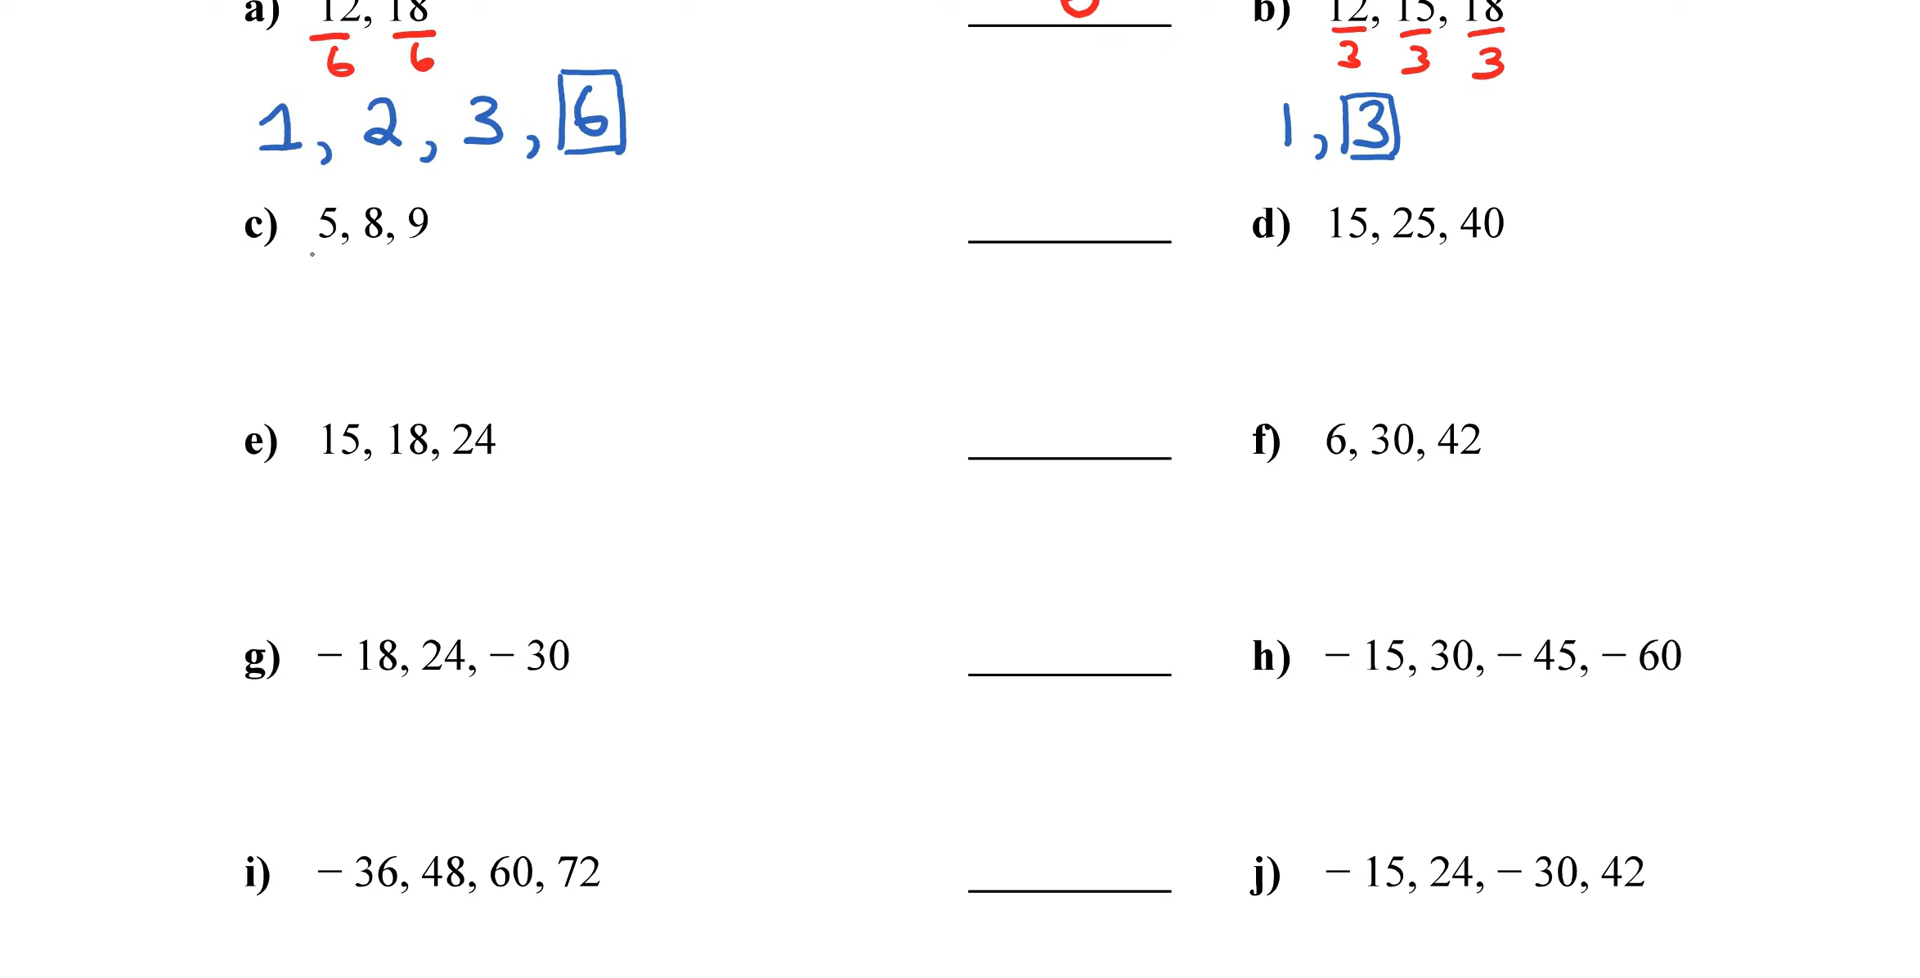 a) 12, 18 b) 12, 15, 18
6 6 3 3 3
1, 2, 3, 6 1, 3
c) 5, 8, 9 d) 15, 25, 40
e) 15, 18, 24 f) 6, 30, 42
g) − 18, 24, − 30 h) − 15, 30, − 45, − 60
i) − 36, 48, 60, 72 j) − 15, 24, − 30, 42